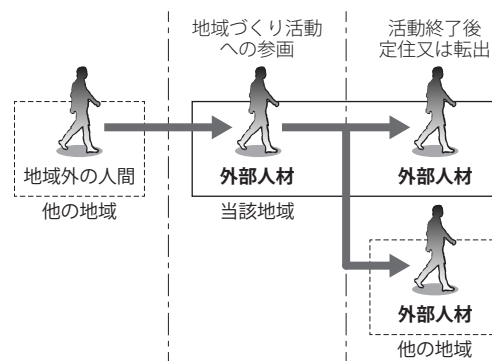 地域づくり活動
への参画
活動終了後
定住又は転出
地域外の人間
外部人材
外部人材
他の地域
当該地域
外部人材
他の地域